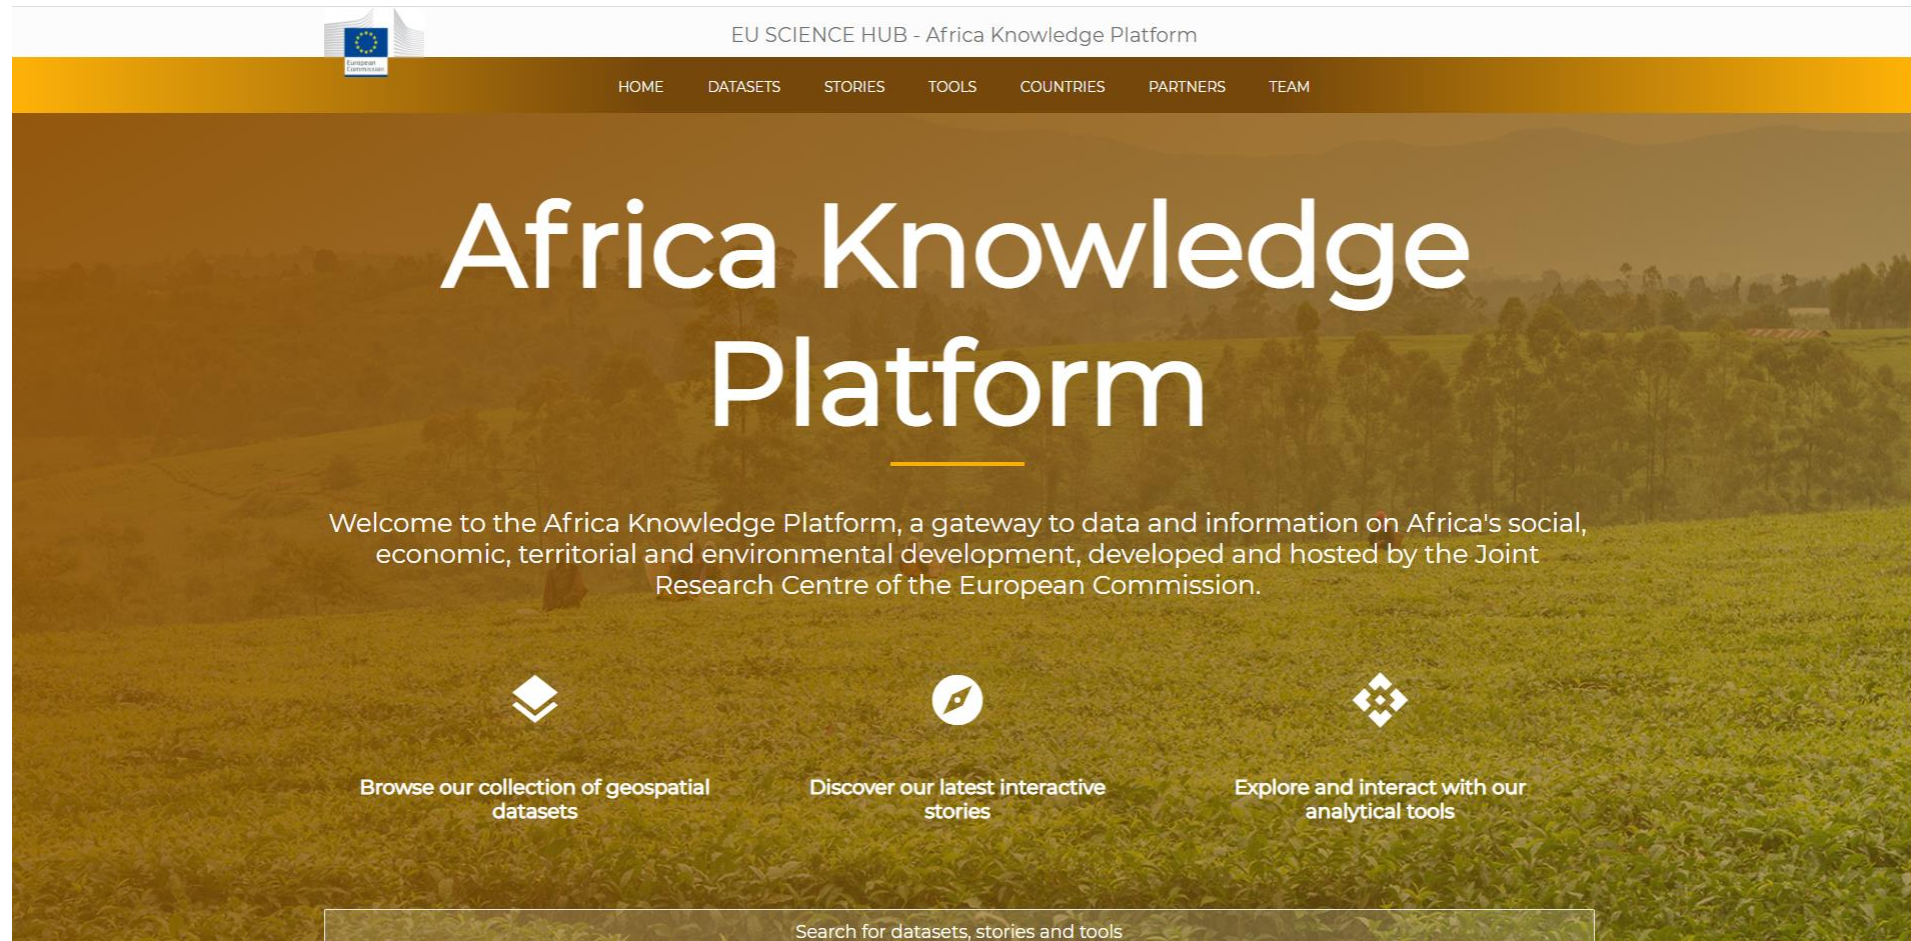 EU SCIENCE HUB - Africa Knowledge Platform
European
Commission
HOME DATASETS STORIES TOOLS COUNTRIES PARTNERS TEAM
Africa Knowledge
Platform
Welcome to the Africa Knowledge Platform, a gateway to data and information on Africa's social,
economic, territorial and environmental development, developed and hosted by the Joint
Research Centre of the European Commission.
Browse our collection of geospatial
datasets
Discover our latest interactive
stories
Explore and interact with our
analytical tools
Search for datasets, stories and tools